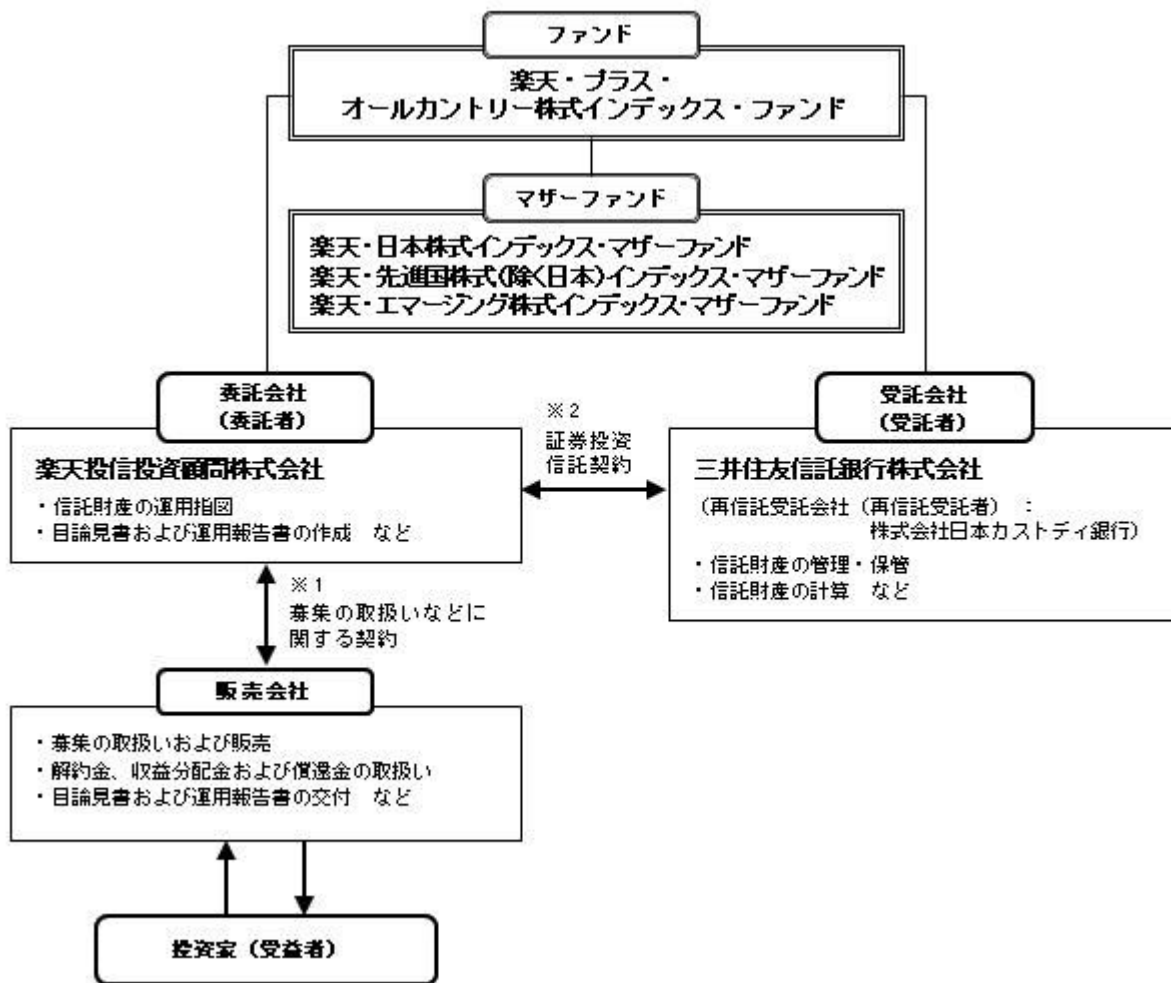 ファンド
楽天・プラス・
オールカントリー株式インデックス・ファンド
マザーファンド
楽天・日本株式インデックス・マザーファンド
楽天・先進国株式(除く日本)インデックス・マザーファンド
楽天・エマージング株式インデックス・マザーファンド
委託会社
(委託者)
楽天投信投資顧問株式会社
・信託財産の運用指図
・目論見書および運用報告書の作成 など
※2
証券投資
信託契約
受託会社
(受託者)
三井住友信託銀行株式会社
(再信託受託会社(再信託受託者) :
株式会社日本カストディ銀行)
・信託財産の管理・保管
・信託財産の計算 など
※1
募集の取扱いなどに
関する契約
販売会社
・募集の取扱いおよび販売
・解約金、収益分配金および償還金の取扱い
・目論見書および運用報告書の交付 など
投資家(受益者)